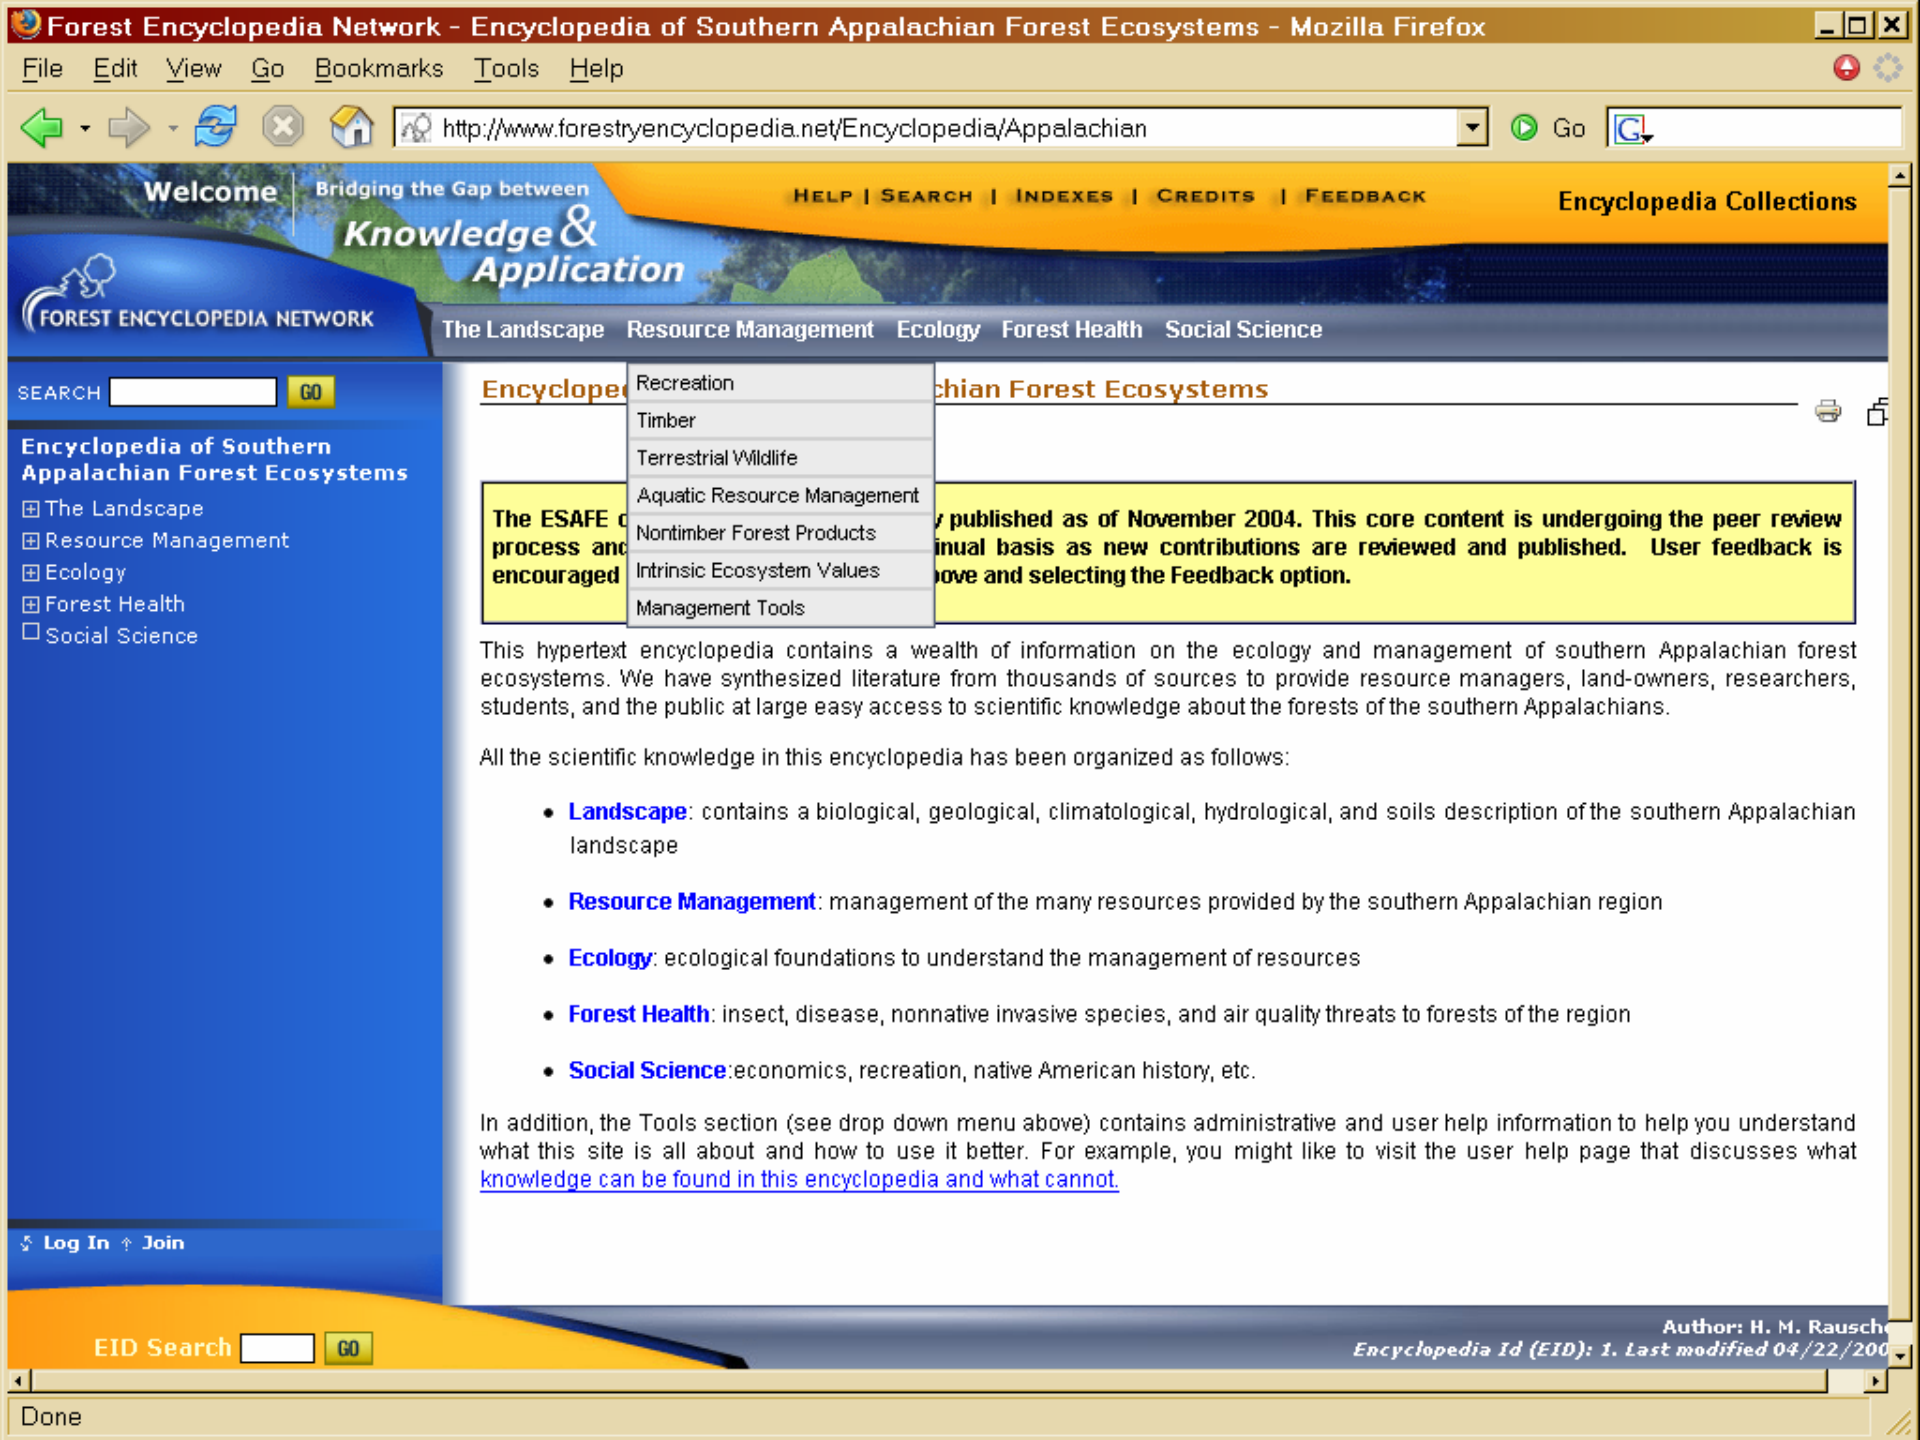 Forest Encyclopedia Network - Encyclopedia of Southern Appalachian Forest Ecosystems - Mozilla Firefox
File Edit View Go Bookmarks Tools Help
http://www.forestryencyclopedia.net/Encyclopedia/Appalachian
Go
G
Welcome
Bridging the Gap between
Knowledge &
Application
HELP | SEARCH | INDEXES | CREDITS | FEEDBACK
Encyclopedia Collections
FOREST ENCYCLOPEDIA NETWORK
The Landscape Resource Management Ecology Forest Health Social Science
SEARCH
GO
Encyclopedia of Southern
Appalachian Forest Ecosystems
The Landscape
Resource Management
Ecology
Forest Health
Social Science
Recreation
Timber
Terrestrial Wildlife
Aquatic Resource Management
Nontimber Forest Products
Intrinsic Ecosystem Values
Management Tools
chian Forest Ecosystems
The ESAFE published as of November 2004. This core content is undergoing the peer review
process basis as new contributions are reviewed and published. User feedback is
encouraged and selecting the Feedback option.
This hypertext encyclopedia contains a wealth of information on the ecology and management of southern Appalachian forest
ecosystems. We have synthesized literature from thousands of sources to provide resource managers, land-owners, researchers,
students, and the public at large easy access to scientific knowledge about the forests of the southern Appalachians.
All the scientific knowledge in this encyclopedia has been organized as follows:
• Landscape: contains a biological, geological, climatological, hydrological, and soils description of the southern Appalachian
landscape
• Resource Management: management of the many resources provided by the southern Appalachian region
• Ecology: ecological foundations to understand the management of resources
• Forest Health: insect, disease, nonnative invasive species, and air quality threats to forests of the region
• Social Science:economics, recreation, native American history, etc.
In addition, the Tools section (see drop down menu above) contains administrative and user help information to help you understand
what this site is all about and how to use it better. For example, you might like to visit the user help page that discusses what
knowledge can be found in this encyclopedia and what cannot.
Log In Join
EID Search
GO
Author: H. M. Rausch
Encyclopedia Id (EID): 1. Last modified 04/22/200
Done